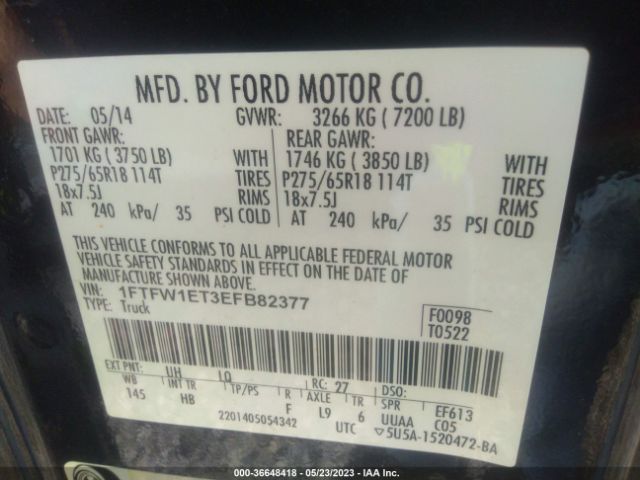 MFD. BY FORD MOTOR CO.
DATE: 05/14 GVWR: 3266 KG ( 7200 LB)
FRONT GAWR: REAR GAWR:
1701 KG ( 3750 LB) WITH 1746 KG ( 3850 LB) WITH
P275/65R18 114T TIRES P275/65R18 114T TIRES
18x7.5J RIMS 18x7.5J RIMS
AT 240 kPa/ 35 PSI COLD AT 240 kPa/ 35 PSI COLD
THIS VEHICLE CONFORMS TO ALL APPLICABLE FEDERAL MOTOR
VEHICLE SAFETY STANDARDS IN EFFECT ON THE DATE OF
MANUFACTURE SHOWN ABOVE.
VIN: 1FTFW1ET3EFB82377
TYPE: Truck
F0098
T0522
EXT PNT: UH RC: 27 DSO:
WB INT TR TP/PS R AXLE TR SPR EF613
145 HB F L9 6 UUAA C05
2201405054342 UTC ▽5U5A-1520472-BA
000-36648418 - 05/23/2023 - IAA Inc.